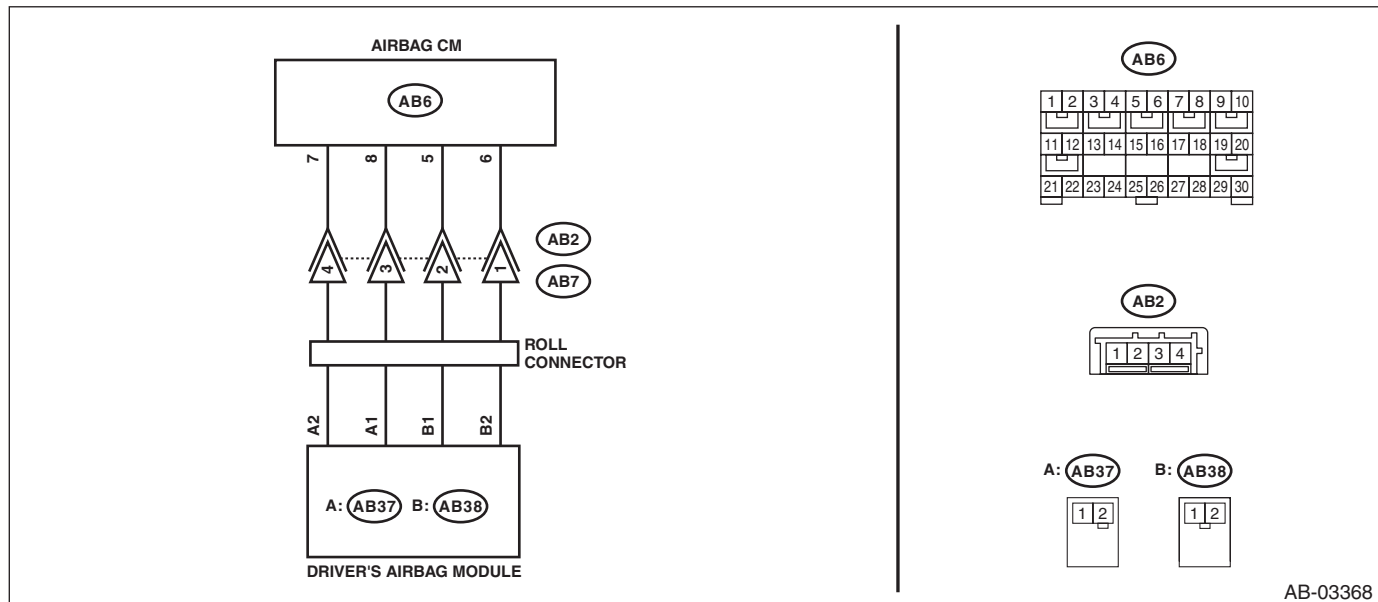 AIRBAG CM
AB6
7 8 5 6
4 3 2 1
AB2
AB7
ROLL
CONNECTOR
A2 A1 B1 B2
A: AB37 B: AB38
DRIVER'S AIRBAG MODULE
AB6
1 2 3 4 5 6 7 8 9 10
11 12 13 14 15 16 17 18 19 20
21 22 23 24 25 26 27 28 29 30
AB2
1 2 3 4
A: AB37 B: AB38
1 2 1 2
AB-03368